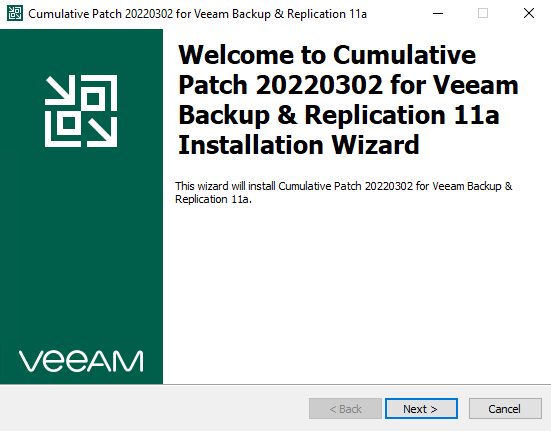 Cumulative Patch 20220302 for Veeam Backup & Replication 11a
Welcome to Cumulative
Patch 20220302 for Veeam
Backup & Replication 11a
Installation Wizard
This wizard will install Cumulative Patch 20220302 for Veeam Backup &
Replication 11a.
veeam
< Back
Next >
Cancel